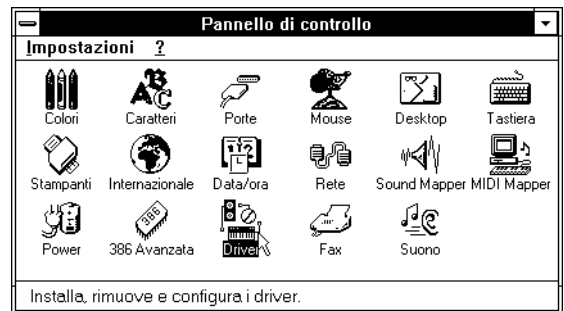 Pannello di controllo
Impostazioni ?
Colori Caratteri Porte Mouse Desktop Tastiera
Stampanti Internazionale Data/ora Rete Sound Mapper MIDI Mapper
386
Power 386 Avanzata Driver Fax Suono
Installa, rimuove e configura i driver.